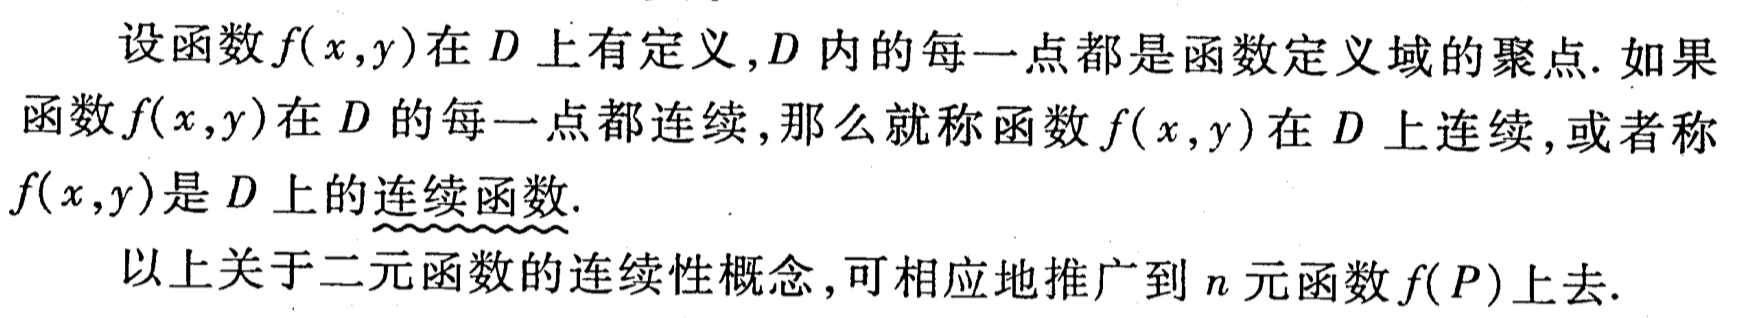 设函数 f(x,y)在 D 上有定义,D 内的每一点都是函数定义域的聚点. 如果
函数 f(x,y)在 D 的每一点都连续,那么就称函数 f(x,y)在 D 上连续,或者称
f(x,y)是 D 上的连续函数.
以上关于二元函数的连续性概念,可相应地推广到 n 元函数 f(P)上去.